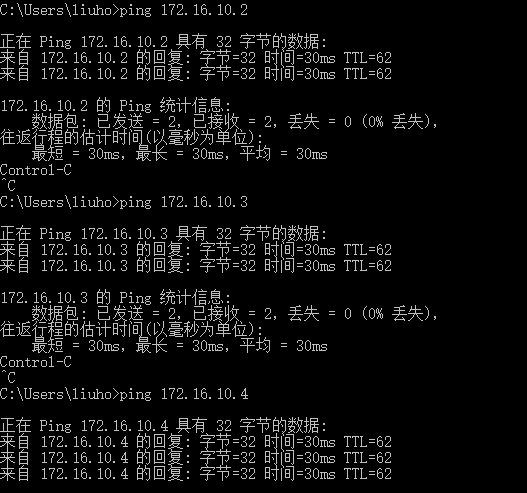 C:\Users\liuho>ping 172.16.10.2
正在 Ping 172.16.10.2 具有 32 字节的数据:
来自 172.16.10.2 的回复: 字节=32 时间=30ms TTL=62
来自 172.16.10.2 的回复: 字节=32 时间=30ms TTL=62
172.16.10.2 的 Ping 统计信息:
    数据包: 已发送 = 2，已接收 = 2，丢失 = 0 (0% 丢失)，
往返行程的估计时间(以毫秒为单位):
    最短 = 30ms，最长 = 30ms，平均 = 30ms
Control-C
^C
C:\Users\liuho>ping 172.16.10.3
正在 Ping 172.16.10.3 具有 32 字节的数据:
来自 172.16.10.3 的回复: 字节=32 时间=30ms TTL=62
来自 172.16.10.3 的回复: 字节=32 时间=30ms TTL=62
172.16.10.3 的 Ping 统计信息:
    数据包: 已发送 = 2，已接收 = 2，丢失 = 0 (0% 丢失)，
往返行程的估计时间(以毫秒为单位):
    最短 = 30ms，最长 = 30ms，平均 = 30ms
Control-C
^C
C:\Users\liuho>ping 172.16.10.4
正在 Ping 172.16.10.4 具有 32 字节的数据:
来自 172.16.10.4 的回复: 字节=32 时间=30ms TTL=62
来自 172.16.10.4 的回复: 字节=32 时间=30ms TTL=62
来自 172.16.10.4 的回复: 字节=32 时间=30ms TTL=62